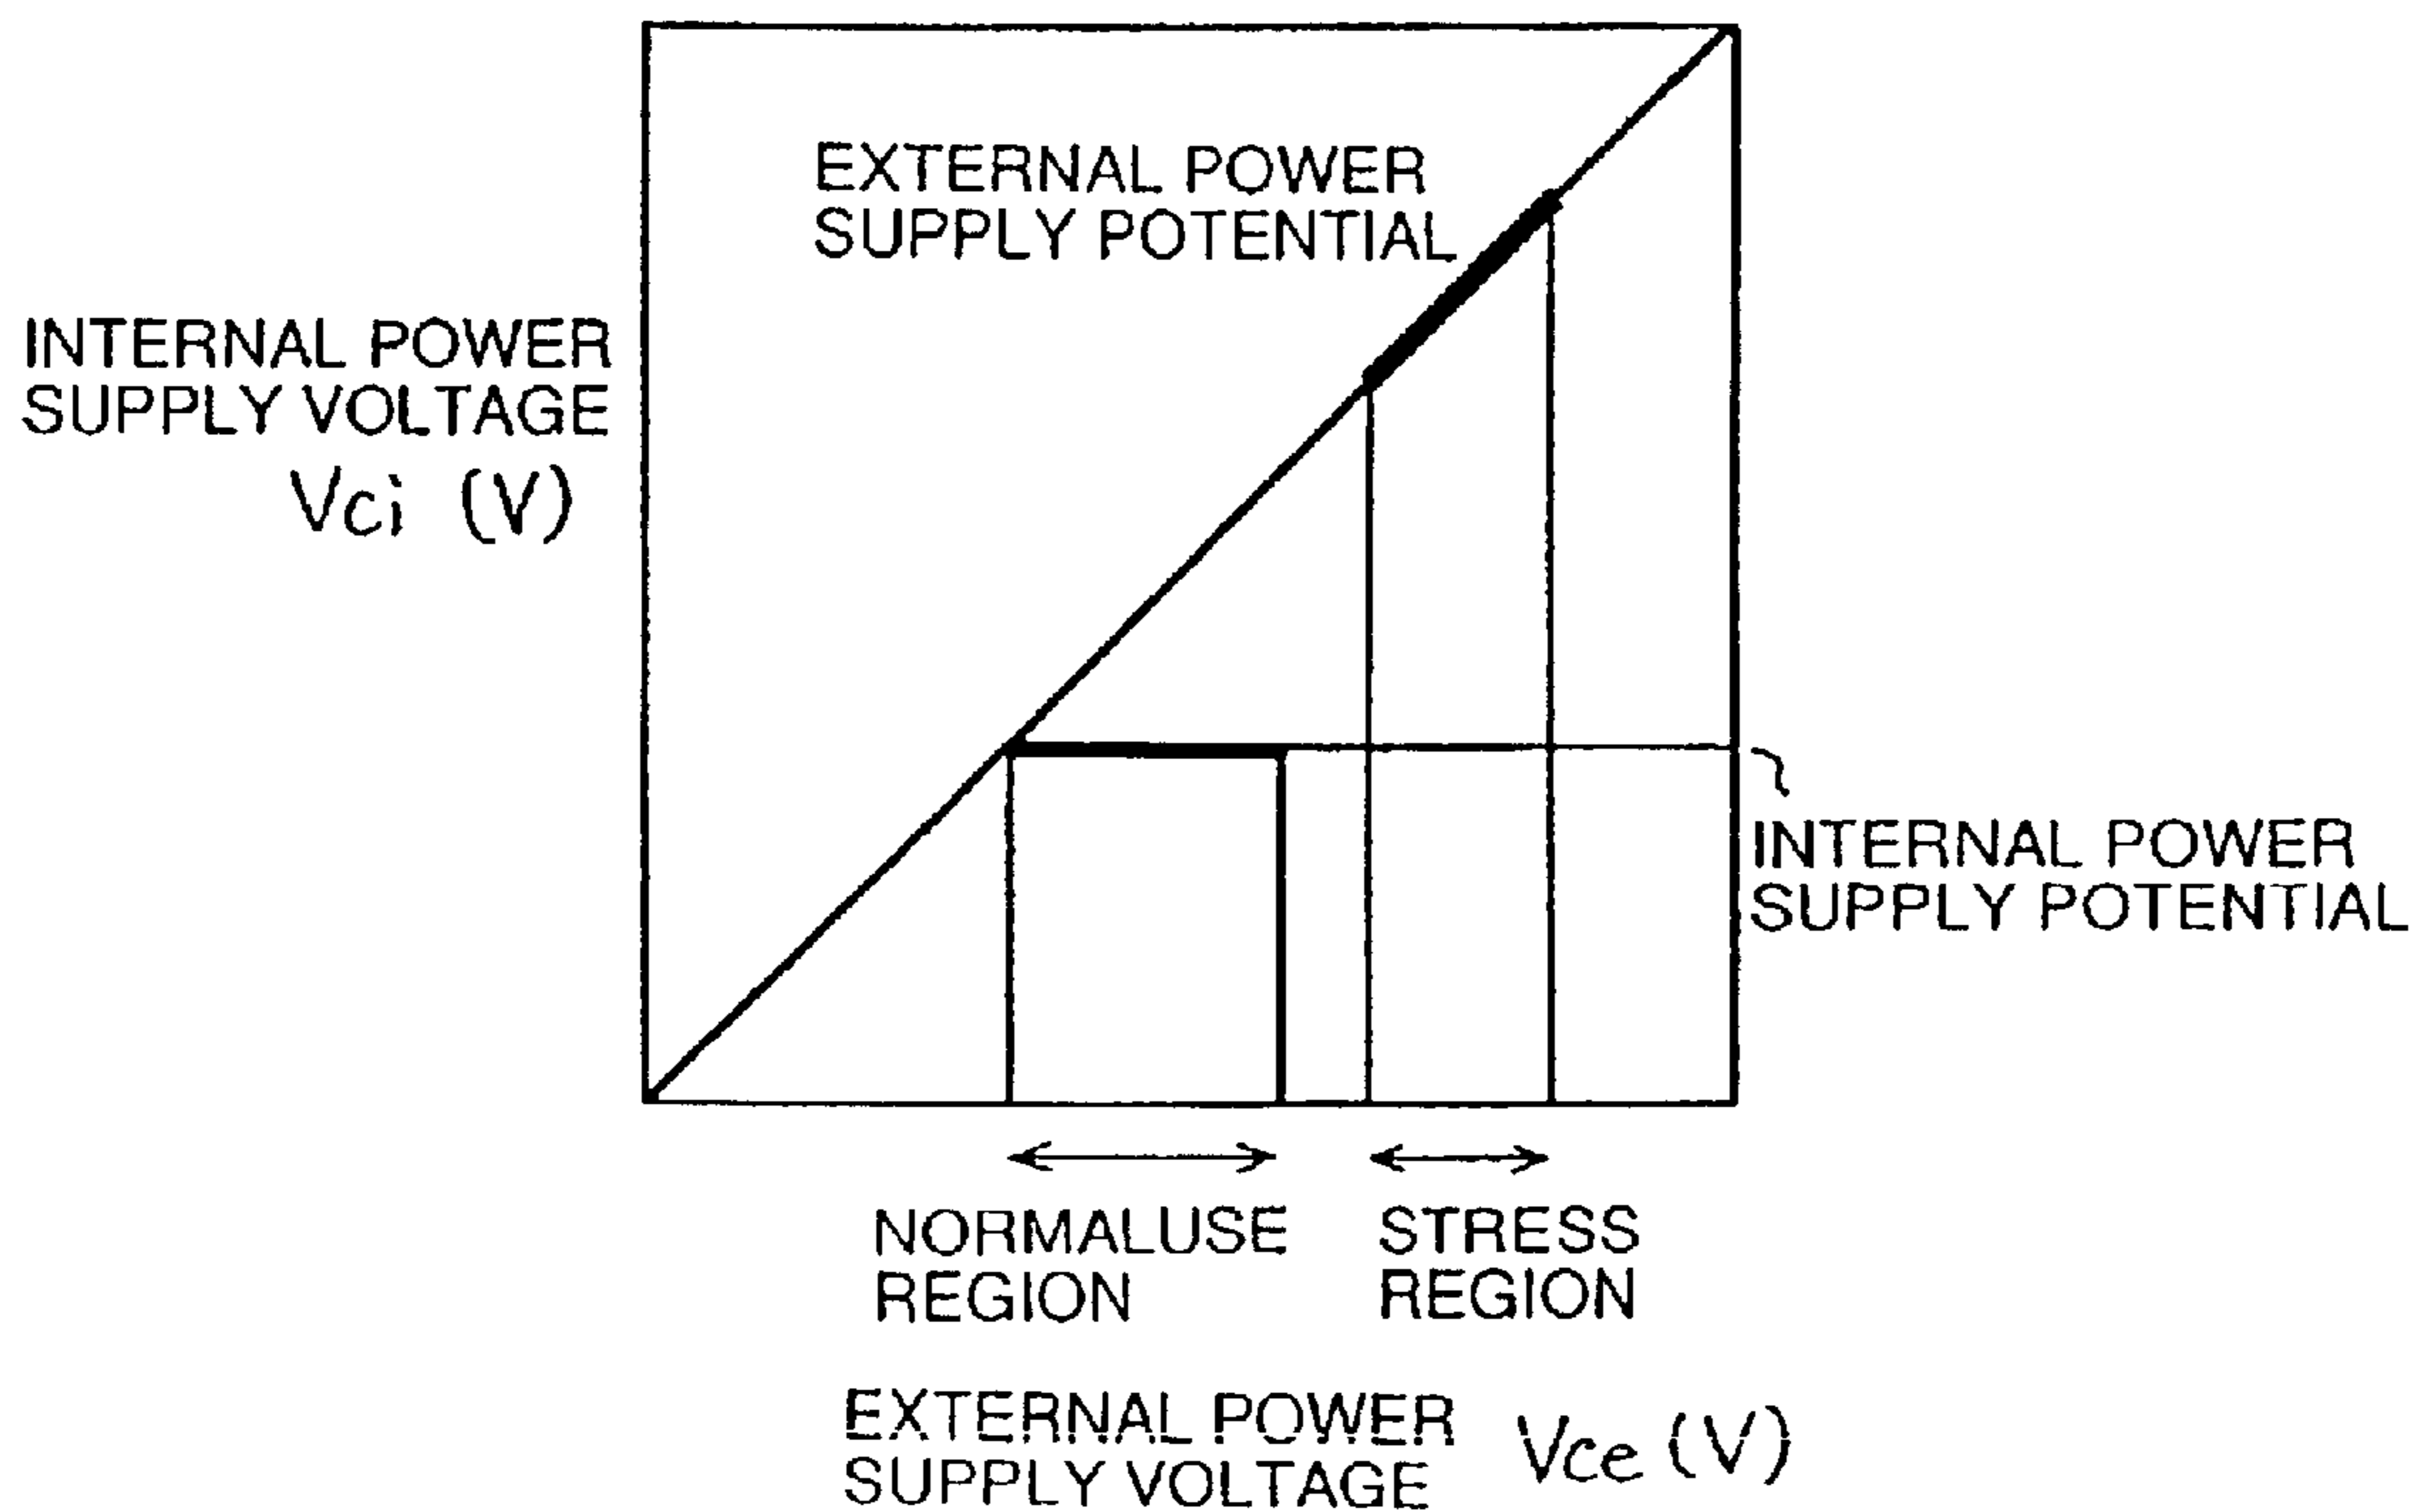 EXTERNAL POWER
SUPPLY POTENTIAL
INTERNAL POWER
SUPPLY VOLTAGE
Vci (V)
INTERNAL POWER
SUPPLY POTENTIAL
NORMALUSE
REGION
STRESS
REGION
EXTERNAL POWER
SUPPLY VOLTAGE
Vce (V)